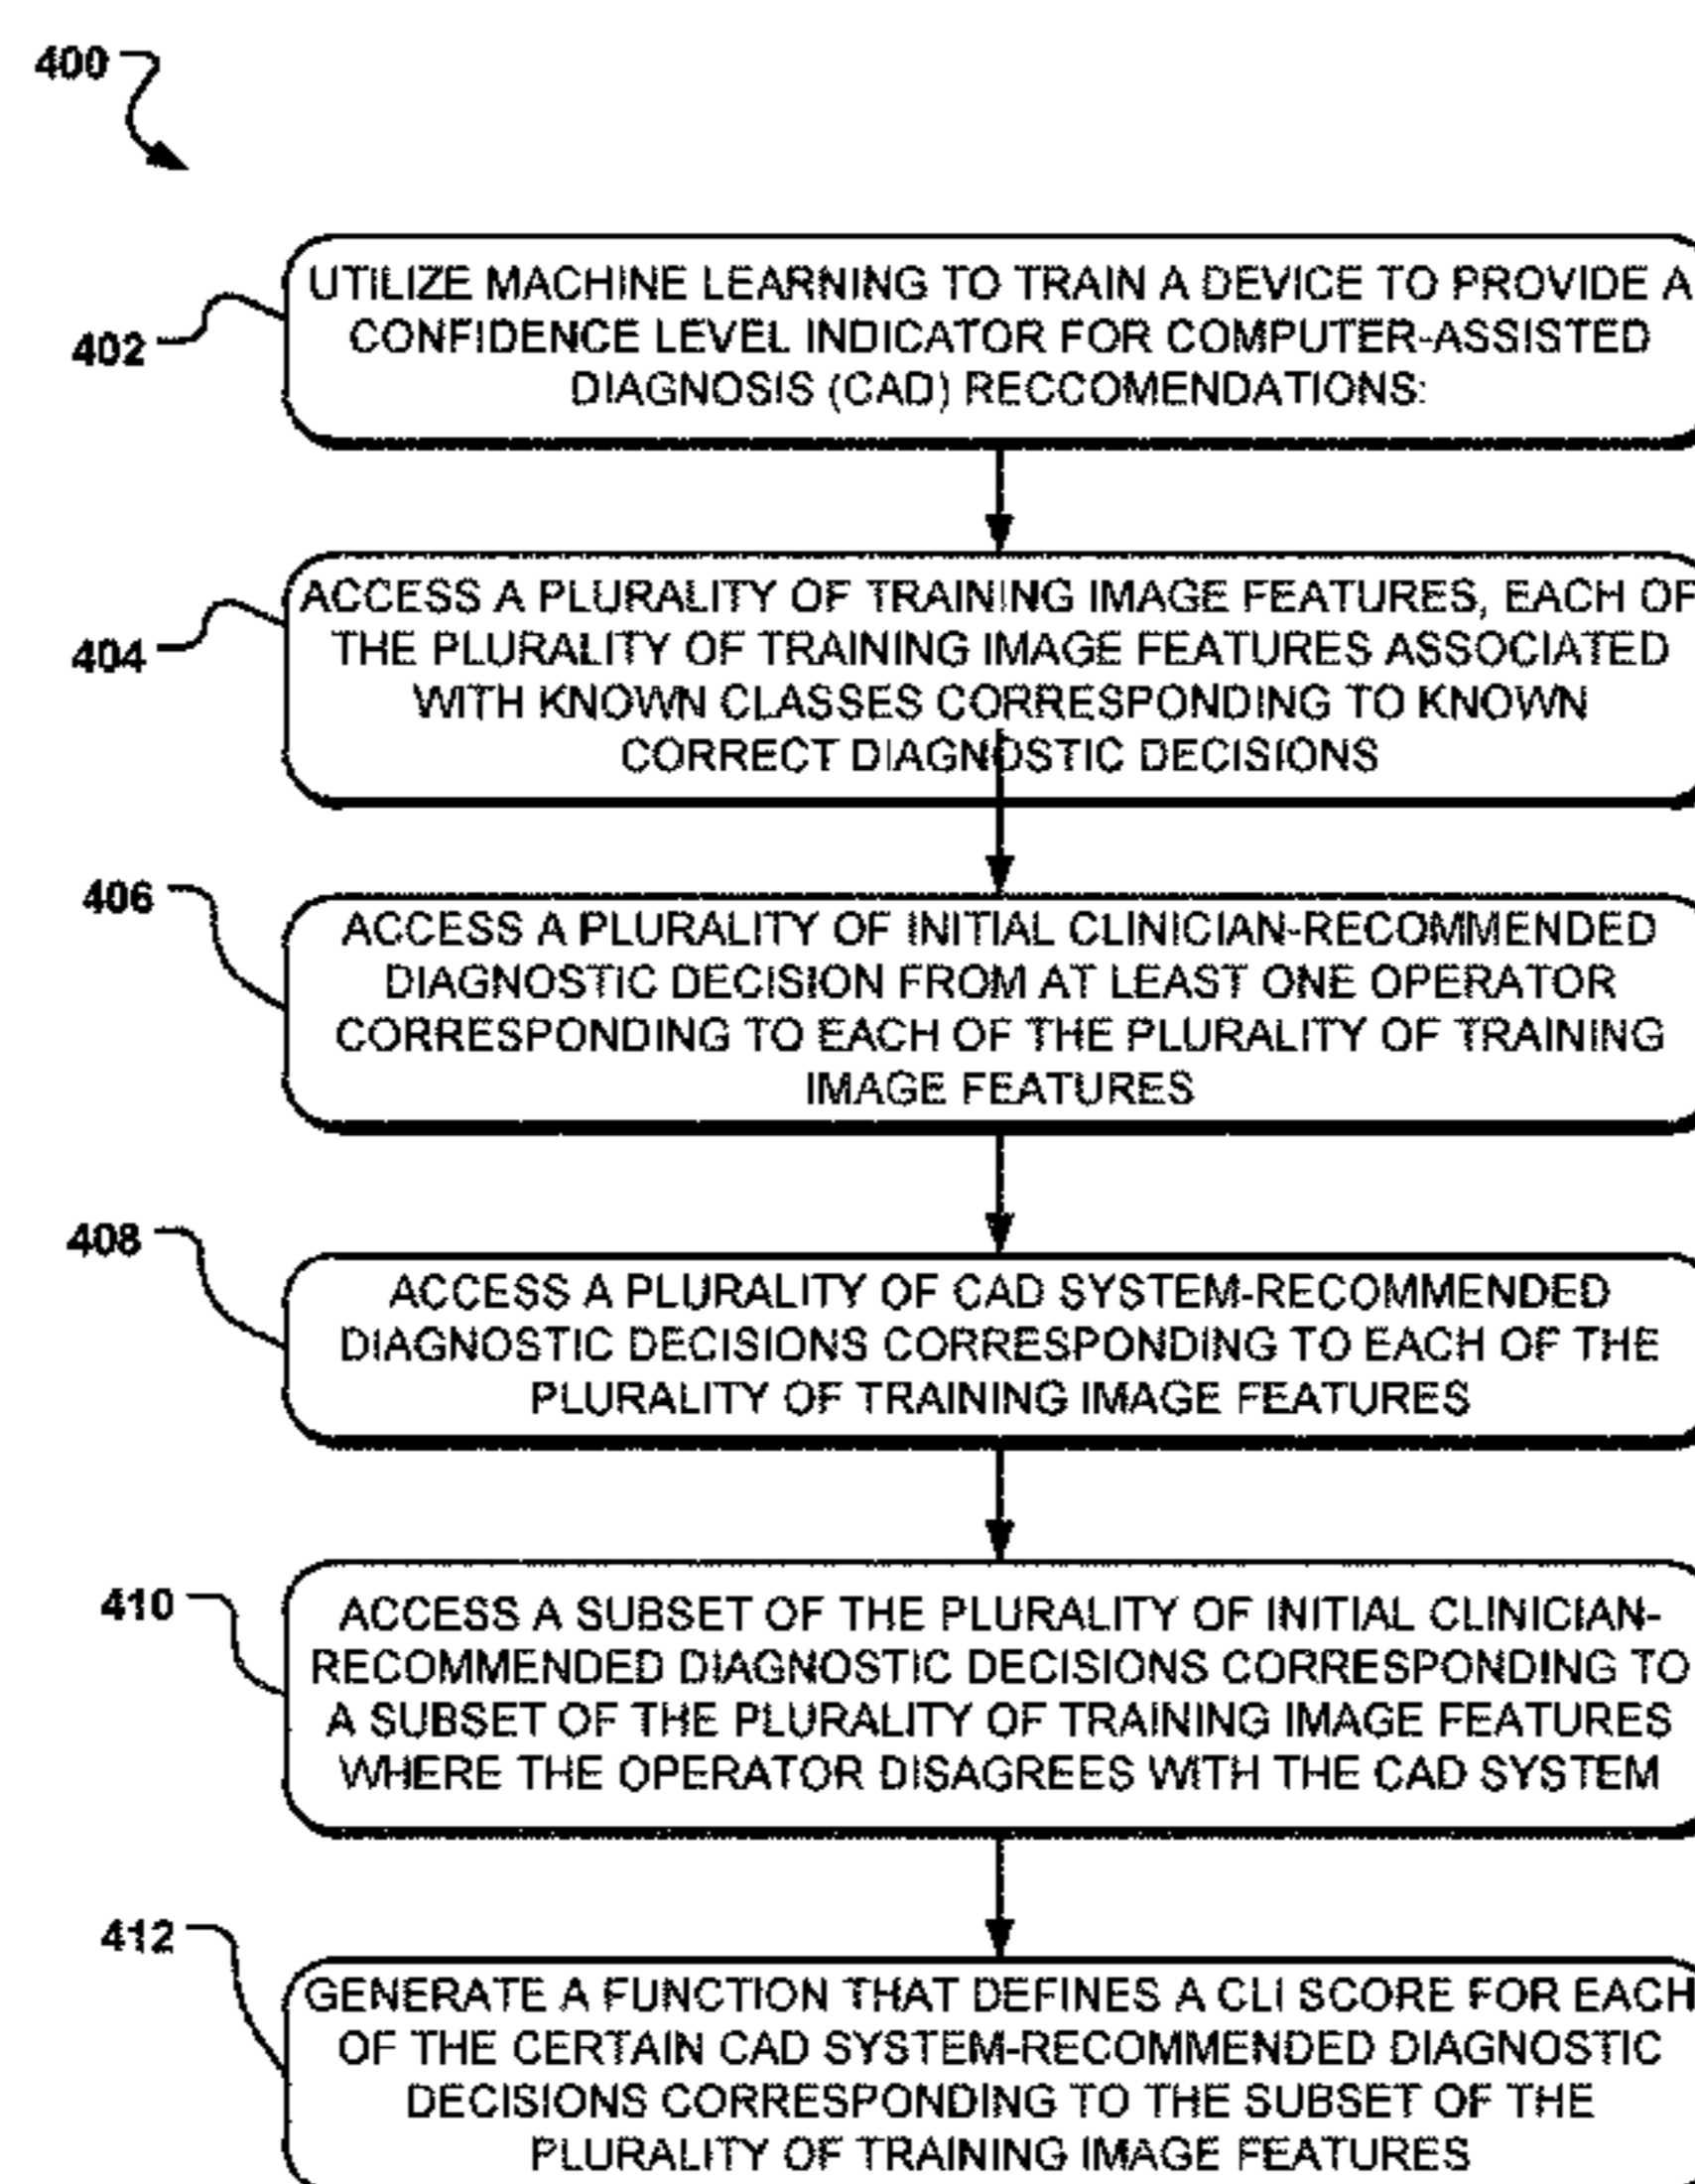 400
402
UTILIZE MACHINE LEARNING TO TRAIN A DEVICE TO PROVIDE A
CONFIDENCE LEVEL INDICATOR FOR COMPUTER-ASSISTED
DIAGNOSIS (CAD) RECCOMENDATIONS:
404
ACCESS A PLURALITY OF TRAINING IMAGE FEATURES, EACH OF
THE PLURALITY OF TRAINING IMAGE FEATURES ASSOCIATED
WITH KNOWN CLASSES CORRESPONDING TO KNOWN
CORRECT DIAGNOSTIC DECISIONS
406
ACCESS A PLURALITY OF INITIAL CLINICIAN-RECOMMENDED
DIAGNOSTIC DECISION FROM AT LEAST ONE OPERATOR
CORRESPONDING TO EACH OF THE PLURALITY OF TRAINING
IMAGE FEATURES
408
ACCESS A PLURALITY OF CAD SYSTEM-RECOMMENDED
DIAGNOSTIC DECISIONS CORRESPONDING TO EACH OF THE
PLURALITY OF TRAINING IMAGE FEATURES
410
ACCESS A SUBSET OF THE PLURALITY OF INITIAL CLINICIAN-
RECOMMENDED DIAGNOSTIC DECISIONS CORRESPONDING TO
A SUBSET OF THE PLURALITY OF TRAINING IMAGE FEATURES
WHERE THE OPERATOR DISAGREES WITH THE CAD SYSTEM
412
GENERATE A FUNCTION THAT DEFINES A CLI SCORE FOR EACH
OF THE CERTAIN CAD SYSTEM-RECOMMENDED DIAGNOSTIC
DECISIONS CORRESPONDING TO THE SUBSET OF THE
PLURALITY OF TRAINING IMAGE FEATURES